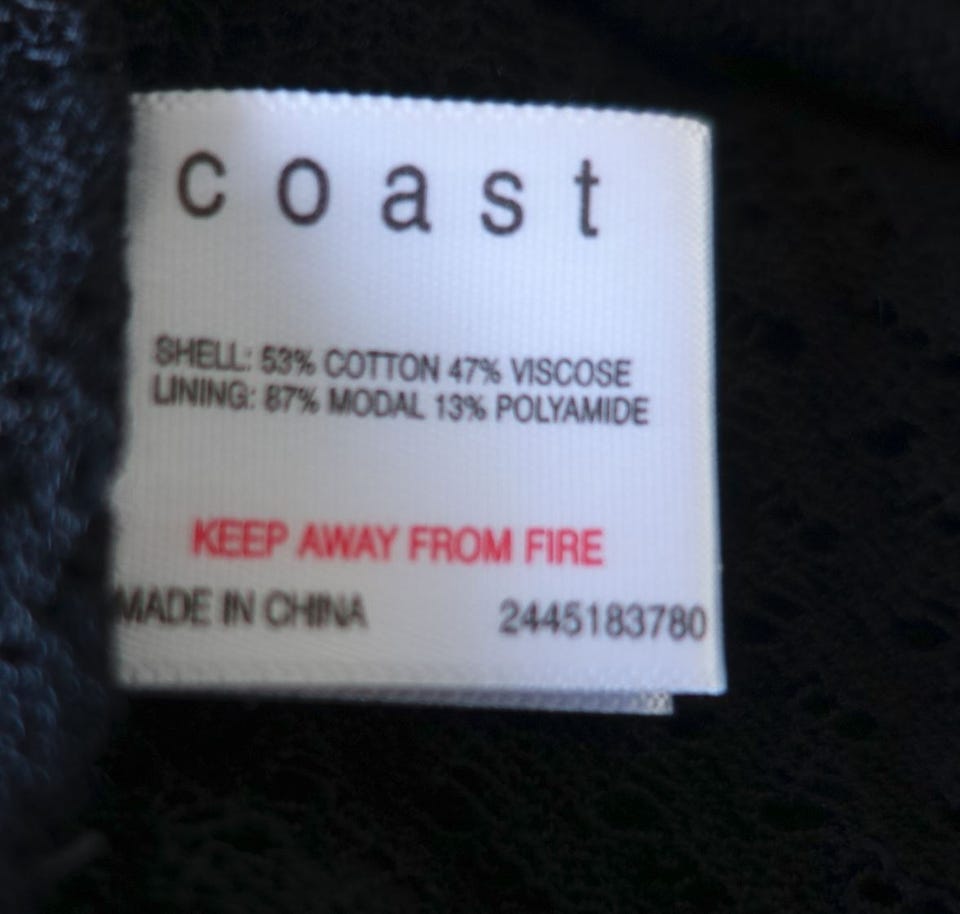 coast
SHELL: 53% COTTON 47% VISCOSE
LINING: 87% MODAL 13% POLYAMIDE
KEEP AWAY FROM FIRE
MADE IN CHINA 2445183780